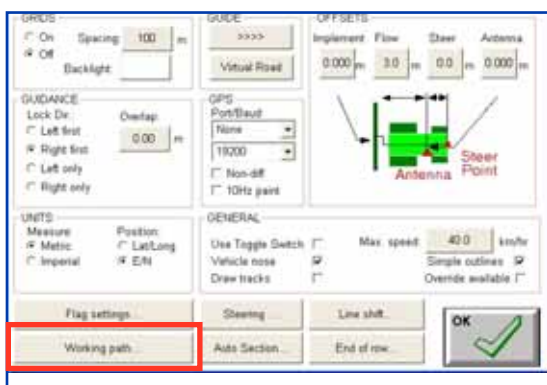 GRIDS
On Spacing: 100 m
Off
Backlight:
GUIDE
>>>>
Virtual Road
OFFSETS
Implement Flow Steer Antenna
0.000 m 3.0 m 0.0 m 0.000 m
Steer
Point
Antenna
GUIDANCE
Lock Dir.: Overlap:
Left first
0.00 m
Right first
Left only
Right only
GPS
Port/Baud
None
19200
Non-diff
10Hz paint
UNITS
Measure Position:
Metric Lat/Long
Imperial E/N
GENERAL
Use Toggle Switch Max. speed: 40.0 km/hr
Vehicle nose Simple outlines
Draw tracks Override available
Flag settings... Steering... Line shift...
Working path... Auto Section... End of row...
OK